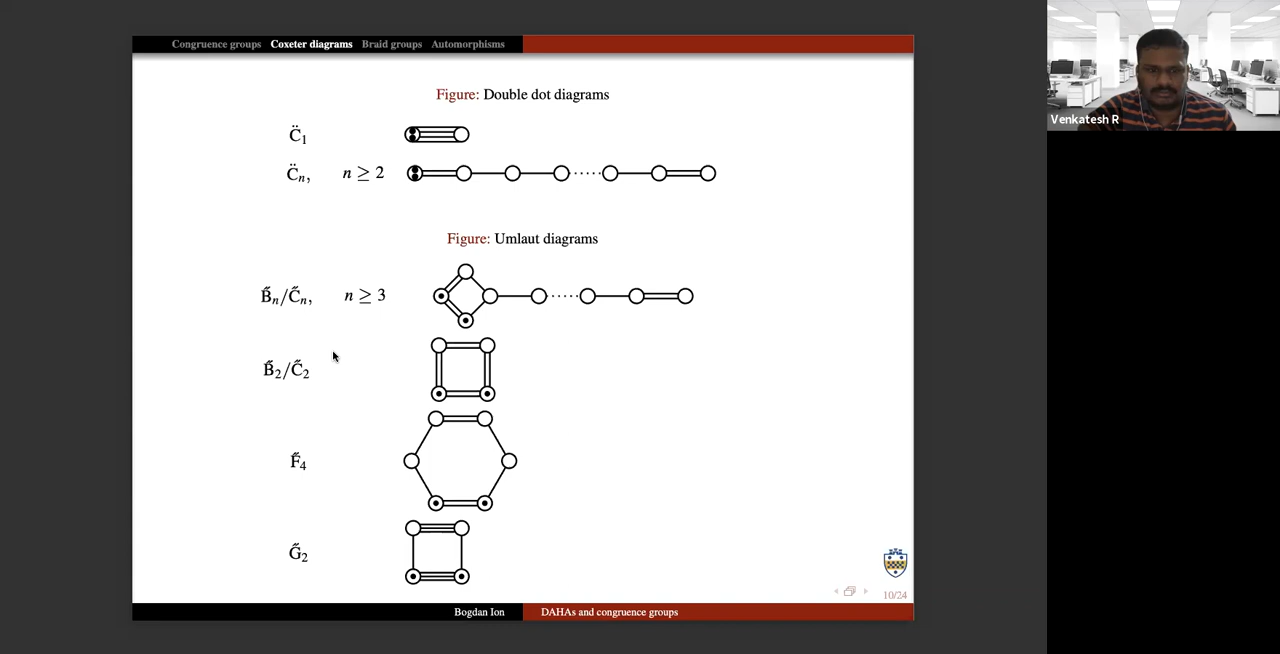 Congruence groups Coxeter diagrams Braid groups Automorphisms
Figure: Double dot diagrams
C̈₁
C̈ₙ, n ≥ 2
Figure: Umlaut diagrams
B̋ₙ/C̋ₙ, n ≥ 3
B̋₂/C̋₂
F̋₄
G̋₂
10/24
Bogdan Ion DAHAs and congruence groups
Venkatesh R